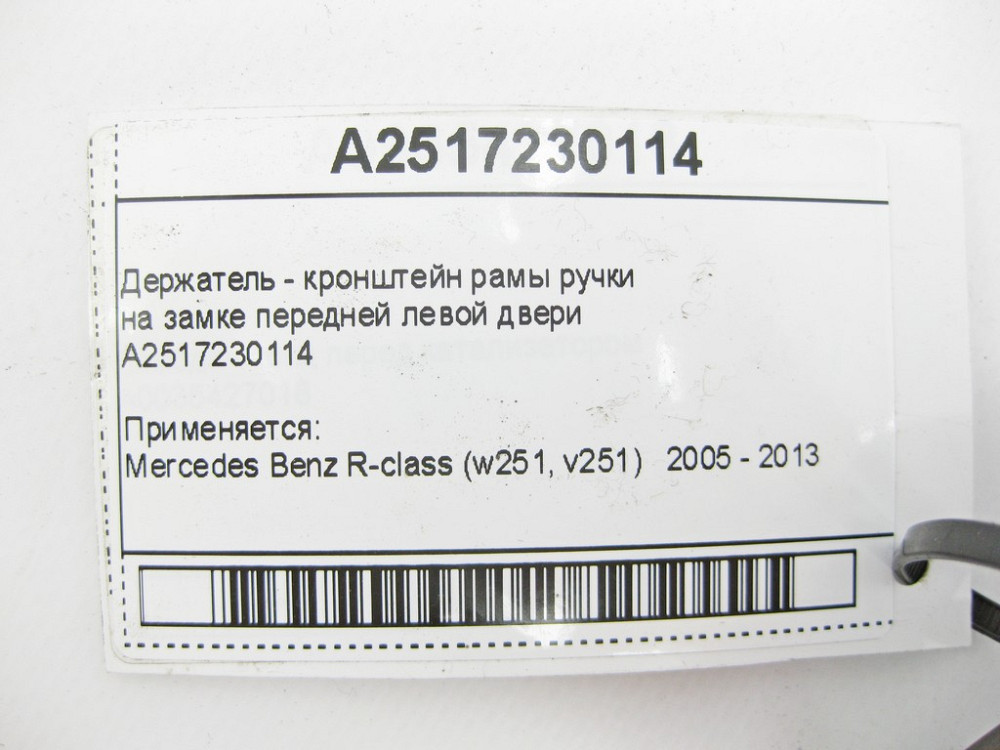 A2517230114
Держатель - кронштейн рамы ручки
на замке передней левой двери
A2517230114
Применяется:
Mercedes Benz R-class (w251, v251) 2005 - 2013